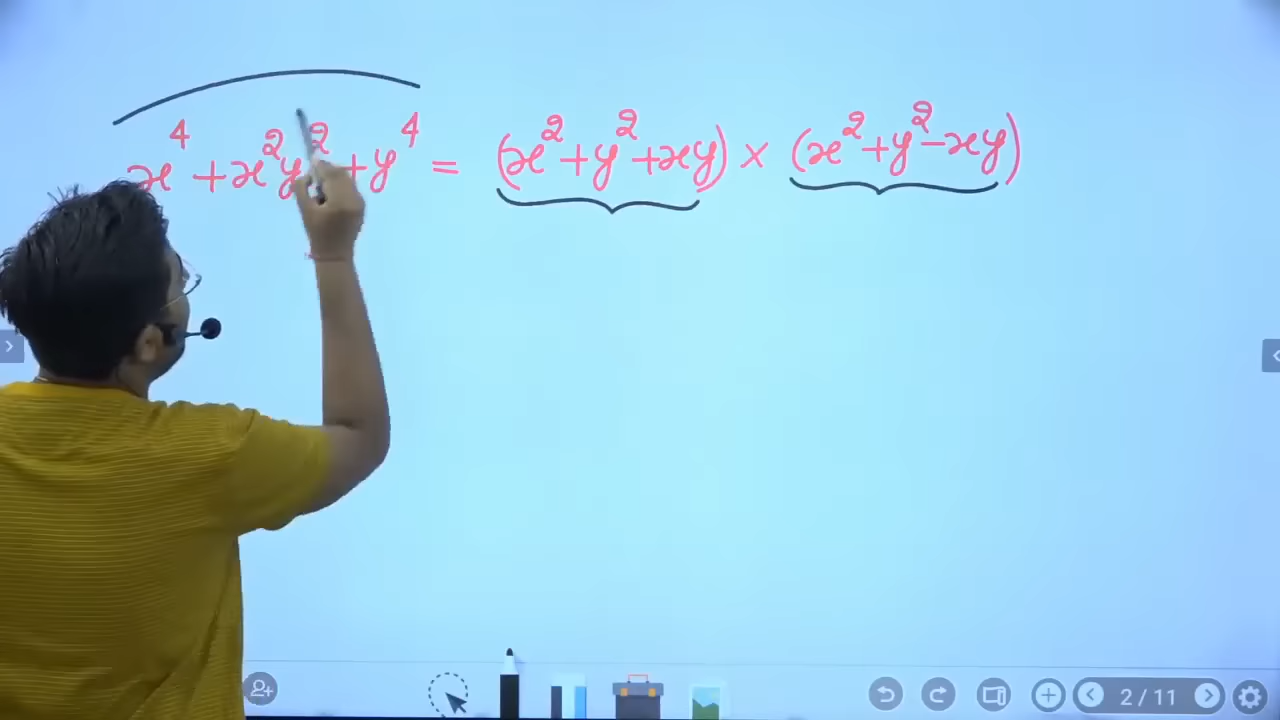 x⁴ + x²y² + y⁴ = (x² + y² + xy) × (x² + y² − xy)
2 / 11